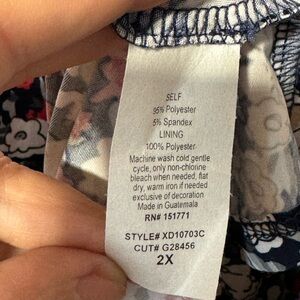 SELF
95% Polyester
5% Spandex
LINING
100% Polyester
Machine wash cold gentle
cycle, only non-chlorine
bleach when needed, flat
dry, warm iron if needed
exclusive of decoration
Made in Guatemala
RN# 151771
STYLE# XD10703C
CUT# G28456
2X